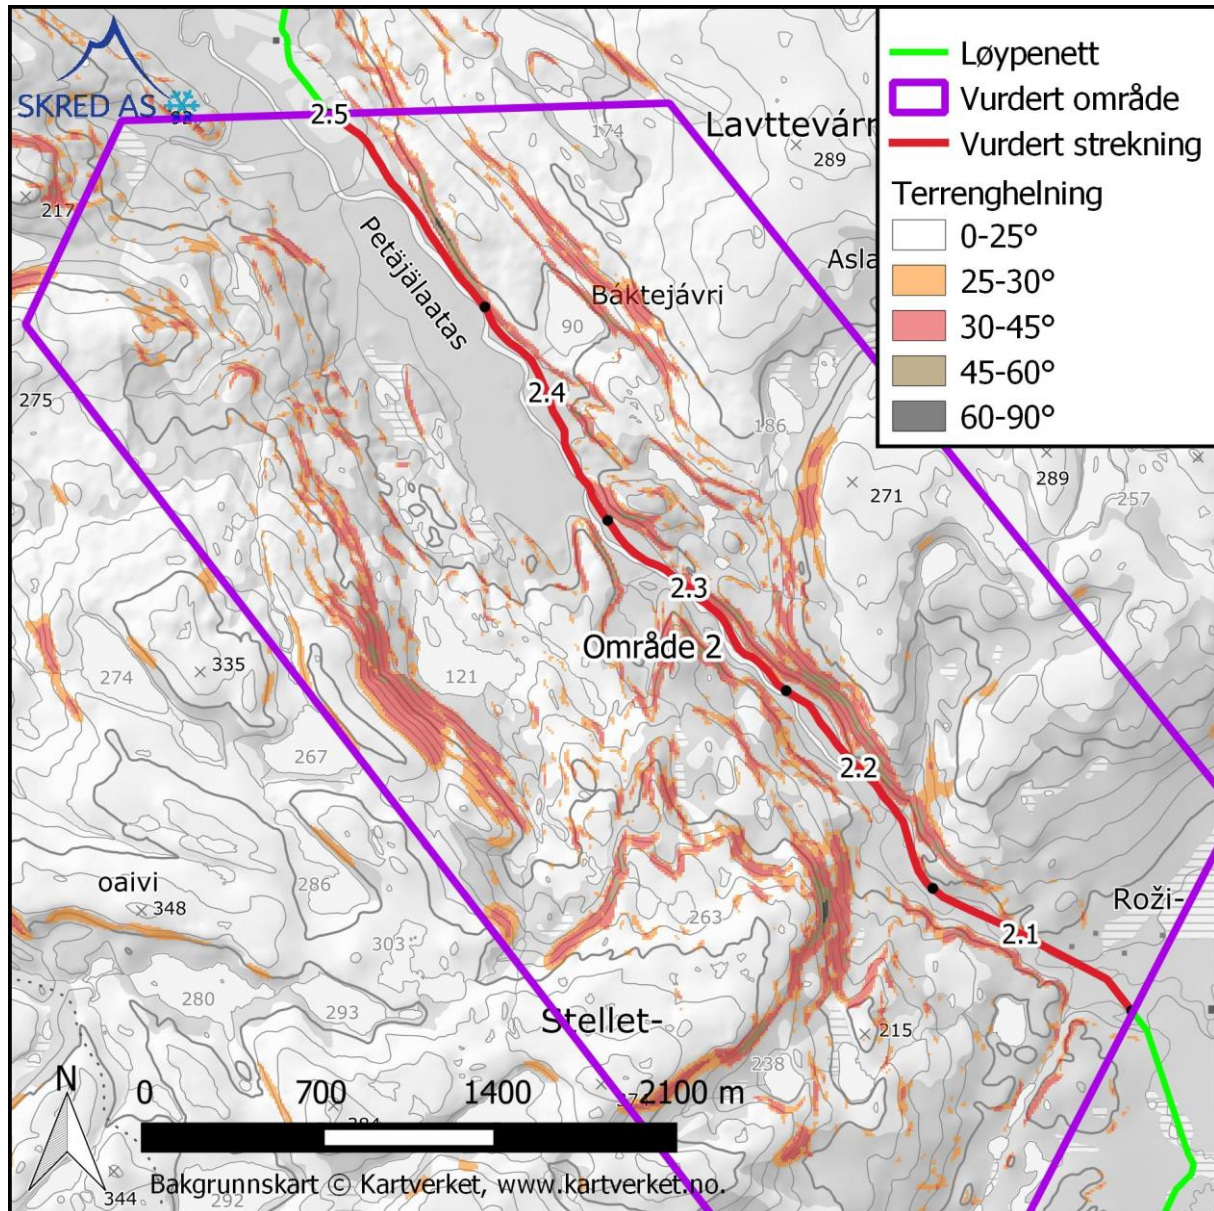 SKRED AS
92
2.5
174
Lavttevárr
289
217
Petäjälaatas
Asla
Báktejávri
90
275
2.4
186
271
289
257
2.3
Område 2
335
274
121
267
2.2
oaivi
348
286
263
Roži-
303
2.1
280
293
Stellet-
215
238
N
0
700
1400
2100 m
344
292
Bakgrunnskart © Kartverket, www.kartverket.no.
Løypenett
Vurdert område
Vurdert strekning
Terrenghelning
0-25°
25-30°
30-45°
45-60°
60-90°